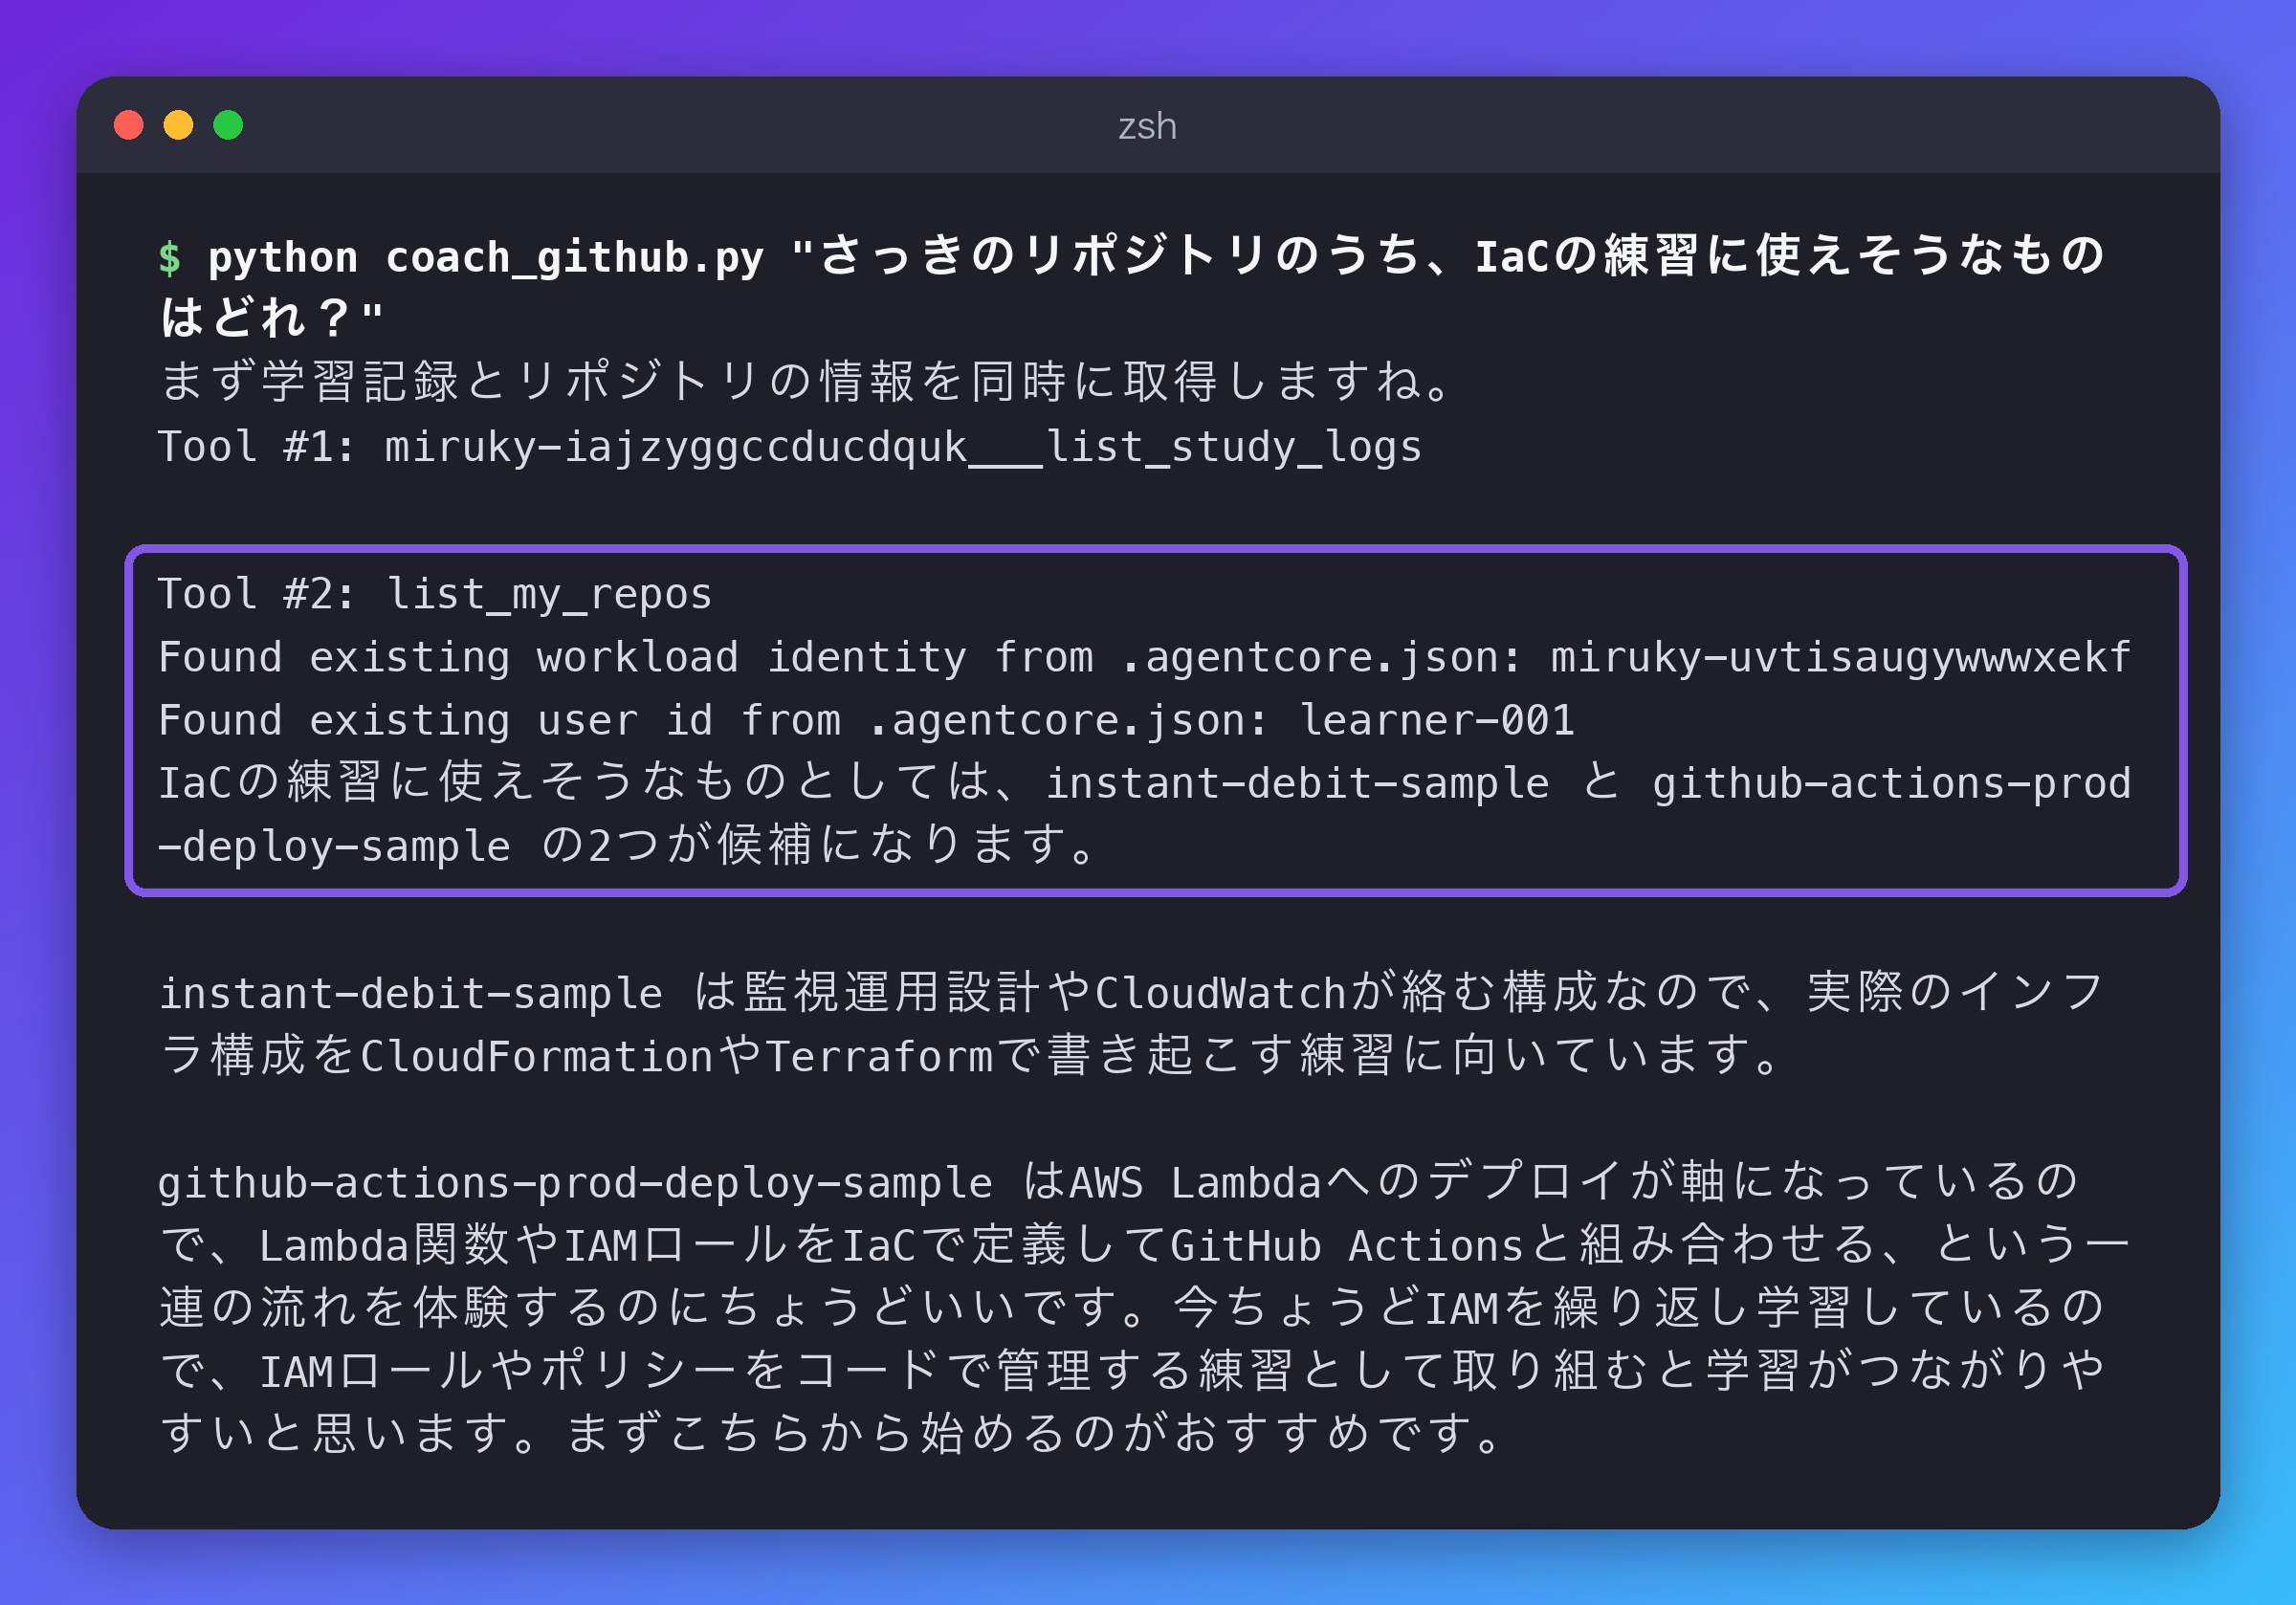 zsh
$ python coach_github.py "さっきのリポジトリのうち、IaCの練習に使えそうなもの
はどれ？"
まず学習記録とリポジトリの情報を同時に取得しますね。
Tool #1: miruky-iajzyggccducdquk___list_study_logs
Tool #2: list_my_repos
Found existing workload identity from .agentcore.json: miruky-uvtisaugywwwxekf
Found existing user id from .agentcore.json: learner-001
IaCの練習に使えそうなものとしては、instant-debit-sample と github-actions-prod
-deploy-sample の2つが候補になります。
instant-debit-sample は監視運用設計やCloudWatchが絡む構成なので、実際のインフ
ラ構成をCloudFormationやTerraformで書き起こす練習に向いています。
github-actions-prod-deploy-sample はAWS Lambdaへのデプロイが軸になっているの
で、Lambda関数やIAMロールをIaCで定義してGitHub Actionsと組み合わせる、という一
連の流れを体験するのにちょうどいいです。今ちょうどIAMを繰り返し学習しているの
で、IAMロールやポリシーをコードで管理する練習として取り組むと学習がつながりや
すいと思います。まずこちらから始めるのがおすすめです。